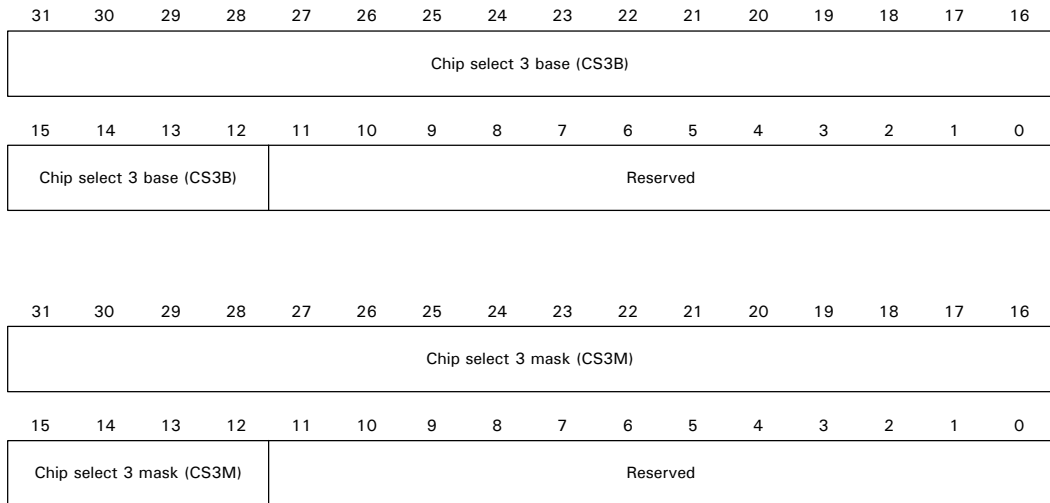 31 30 29 28 27 26 25 24 23 22 21 20 19 18 17 16
Chip select 3 base (CS3B)
15 14 13 12 11 10 9 8 7 6 5 4 3 2 1 0
Chip select 3 base (CS3B) Reserved
31 30 29 28 27 26 25 24 23 22 21 20 19 18 17 16
Chip select 3 mask (CS3M)
15 14 13 12 11 10 9 8 7 6 5 4 3 2 1 0
Chip select 3 mask (CS3M) Reserved